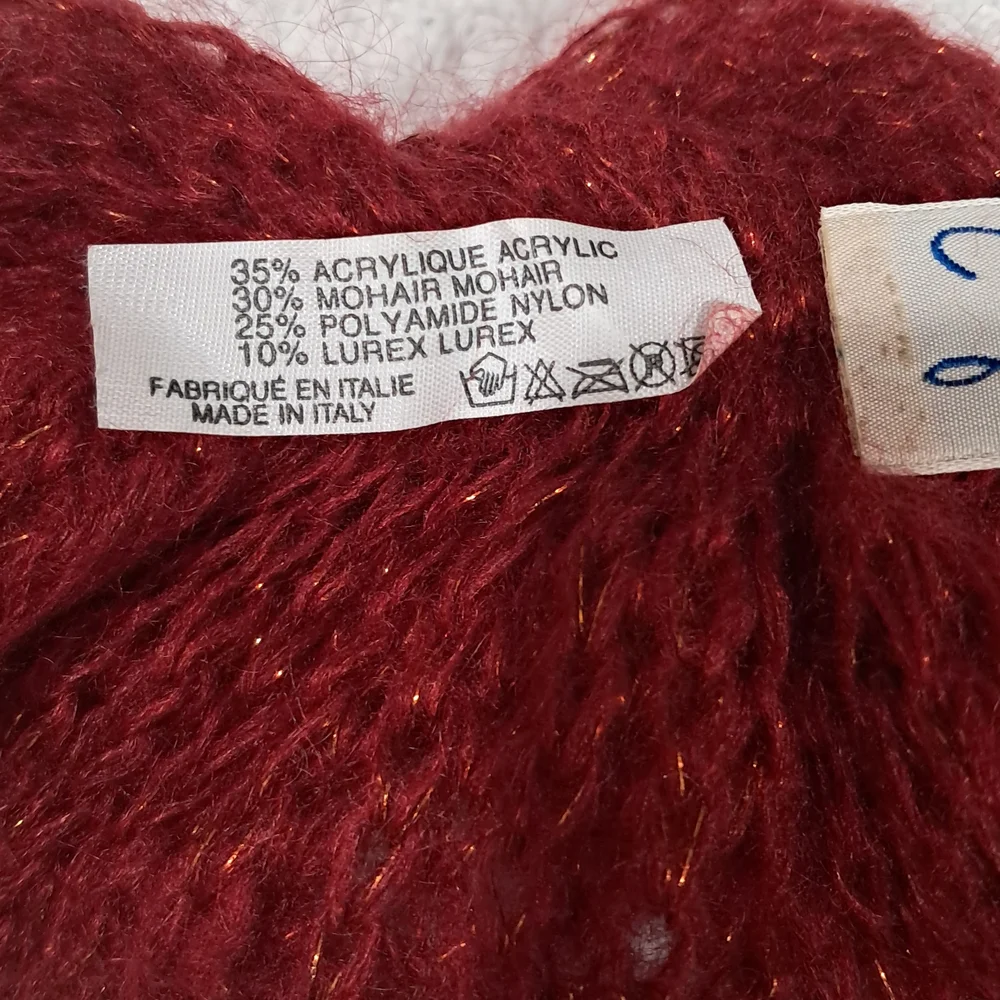 35% ACRYLIQUE ACRYLIC
30% MOHAIR MOHAIR
25% POLYAMIDE NYLON
10% LUREX LUREX
FABRIQUÉ EN ITALIE
MADE IN ITALY